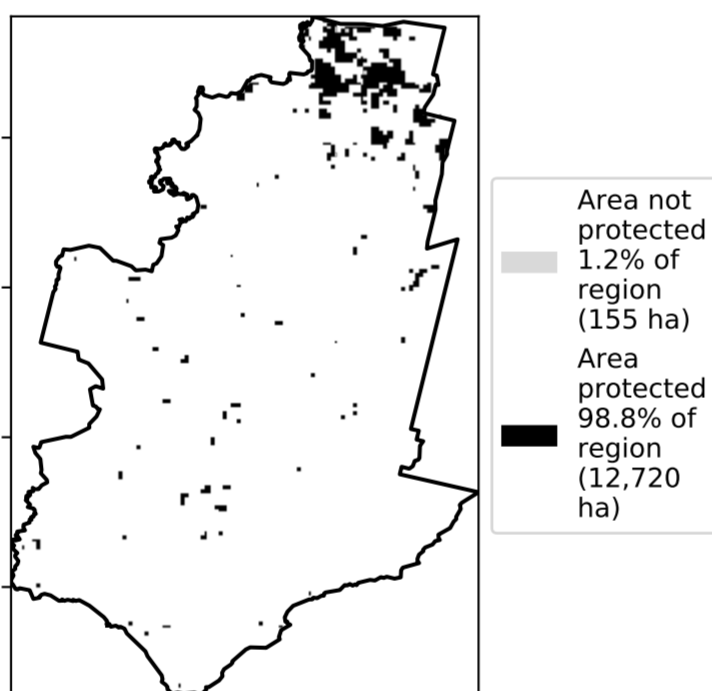 Area not
protected
1.2% of
region
(155 ha)
Area
protected
98.8% of
region
(12,720
ha)